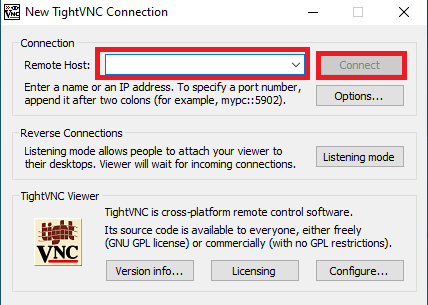 New TightVNC Connection
Connection
Remote Host:
Connect
Enter a name or an IP address. To specify a port number,
append it after two colons (for example, mypc::5902).
Options...
Reverse Connections
Listening mode allows people to attach your viewer to
their desktops. Viewer will wait for incoming connections.
Listening mode
TightVNC Viewer
tight
VNC
TightVNC is cross-platform remote control software.
Its source code is available to everyone, either freely
(GNU GPL license) or commercially (with no GPL restrictions).
Version info...
Licensing
Configure...